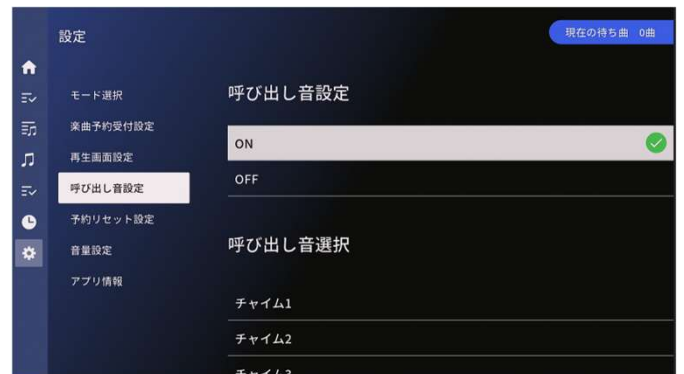 設定
現在の待ち曲 0曲
モード選択
楽曲予約受付設定
再生画面設定
呼び出し音設定
予約リセット設定
音量設定
アプリ情報
呼び出し音設定
ON
OFF
呼び出し音選択
チャイム1
チャイム2